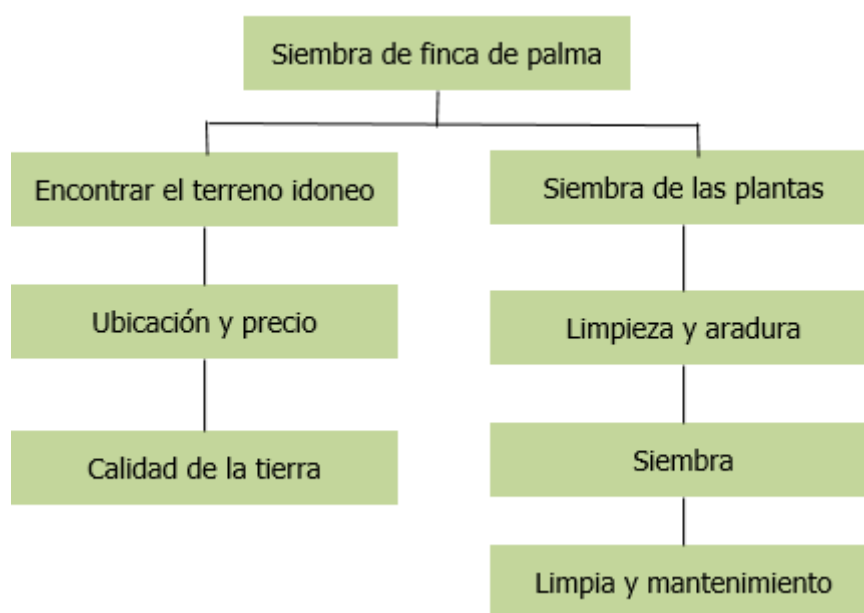 Siembra de finca de palma
Encontrar el terreno idoneo
Siembra de las plantas
Ubicación y precio
Limpieza y aradura
Calidad de la tierra
Siembra
Limpia y mantenimiento